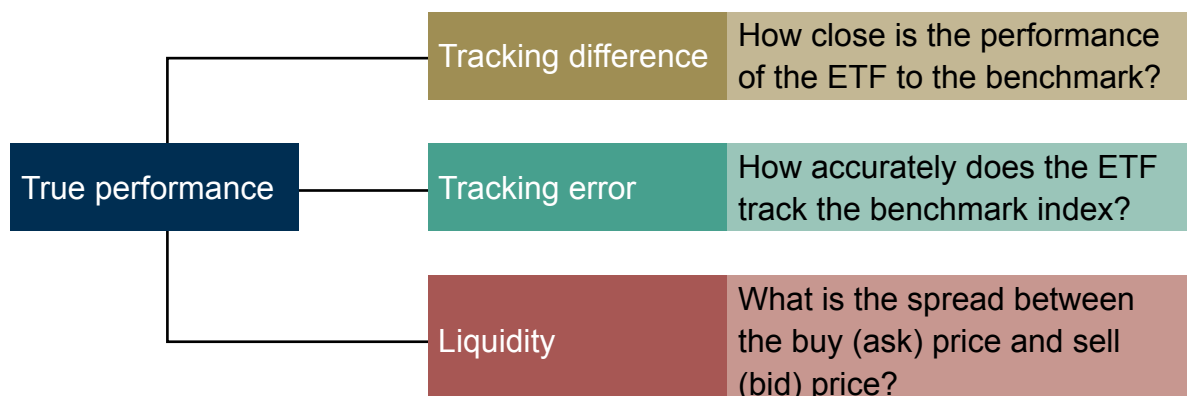 True performance
Tracking difference
How close is the performance
of the ETF to the benchmark?
Tracking error
How accurately does the ETF
track the benchmark index?
Liquidity
What is the spread between
the buy (ask) price and sell
(bid) price?